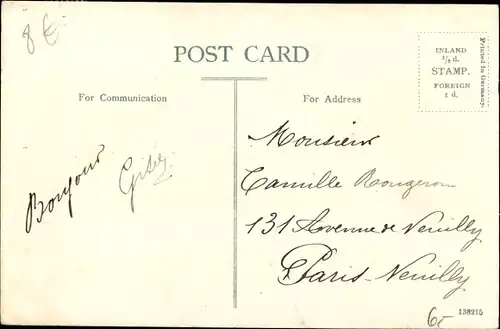 8€
POST CARD
INLAND
½ d.
STAMP.
FOREIGN
1 d.
Printed in Germany.
For Communication
For Address
Bonjour
Monsieur
Camille Rougeron
131 Avenue de Neuilly
Paris-Neuilly
6,-
138215